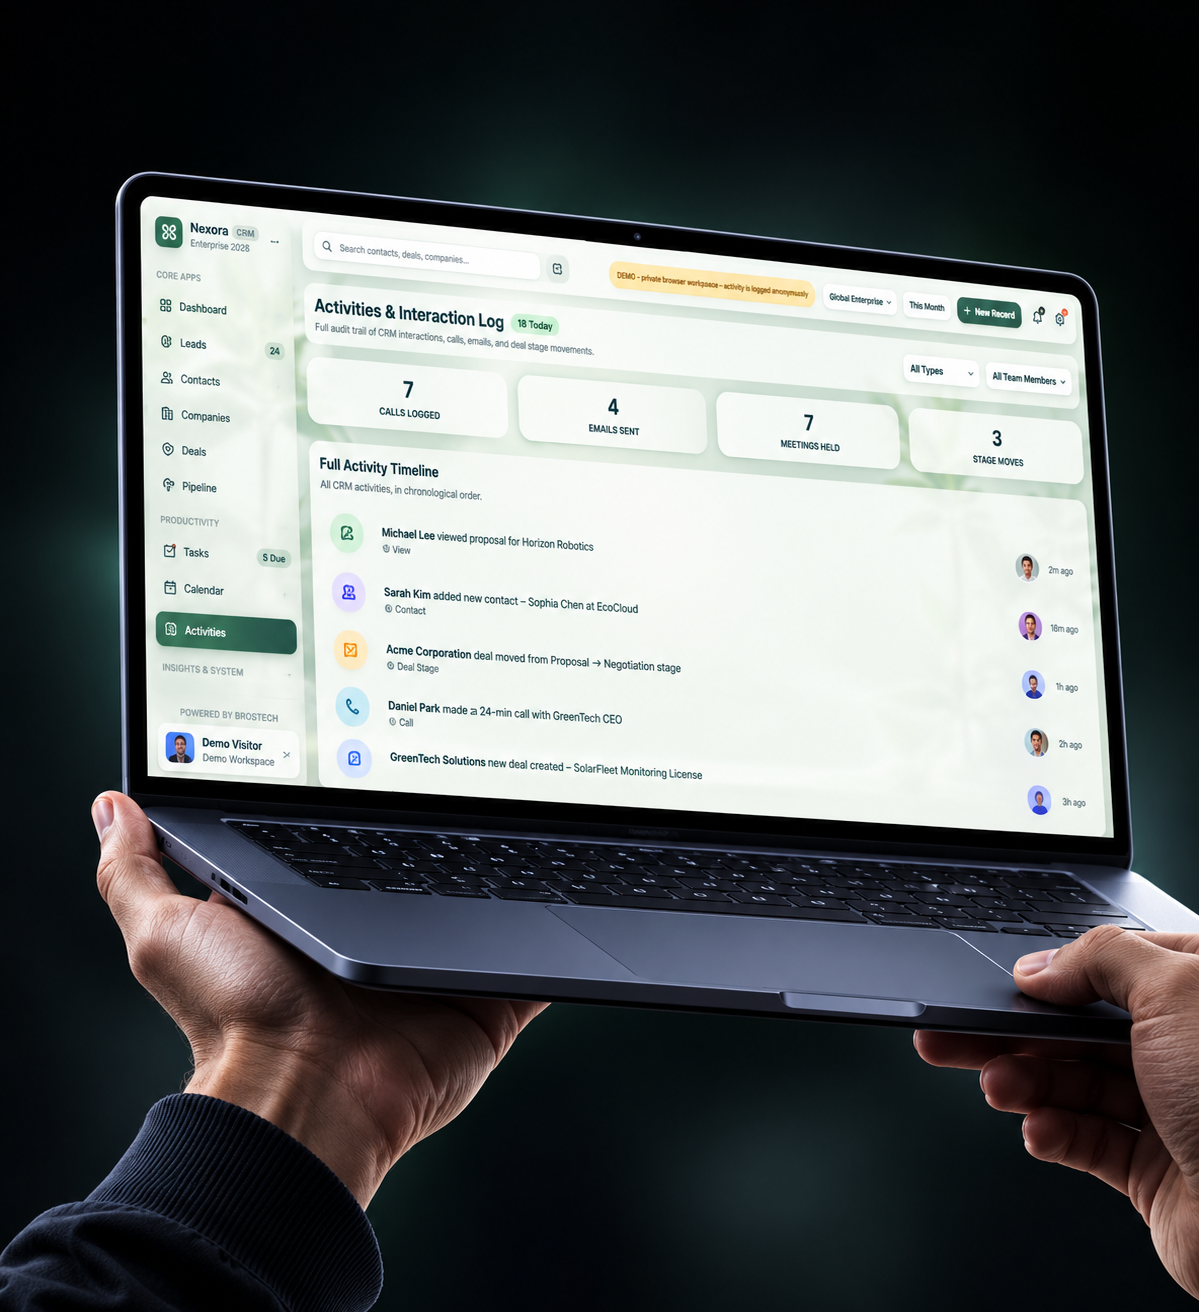 Nexora CRM
Enterprise 2026
CORE APPS
Dashboard
Leads
24
Contacts
Companies
Deals
Pipeline
PRODUCTIVITY
Tasks
5 Due
Calendar
Activities
INSIGHTS & SYSTEM
POWERED BY BROSTECH
Demo Visitor
Demo Workspace
Search contacts, deals, companies...
DEMO – private browser workspace – activity is logged anonymously
Global Enterprise
This Month
+ New Record
Activities & Interaction Log
18 Today
Full audit trail of CRM interactions, calls, emails, and deal stage movements.
All Types
All Team Members
7
CALLS LOGGED
4
EMAILS SENT
7
MEETINGS HELD
3
STAGE MOVES
Full Activity Timeline
All CRM activities, in chronological order.
Michael Lee viewed proposal for Horizon Robotics
View
2m ago
Sarah Kim added new contact – Sophia Chen at EcoCloud
Contact
16m ago
Acme Corporation deal moved from Proposal → Negotiation stage
Deal Stage
1h ago
Daniel Park made a 24-min call with GreenTech CEO
Call
2h ago
GreenTech Solutions new deal created – SolarFleet Monitoring License
3h ago